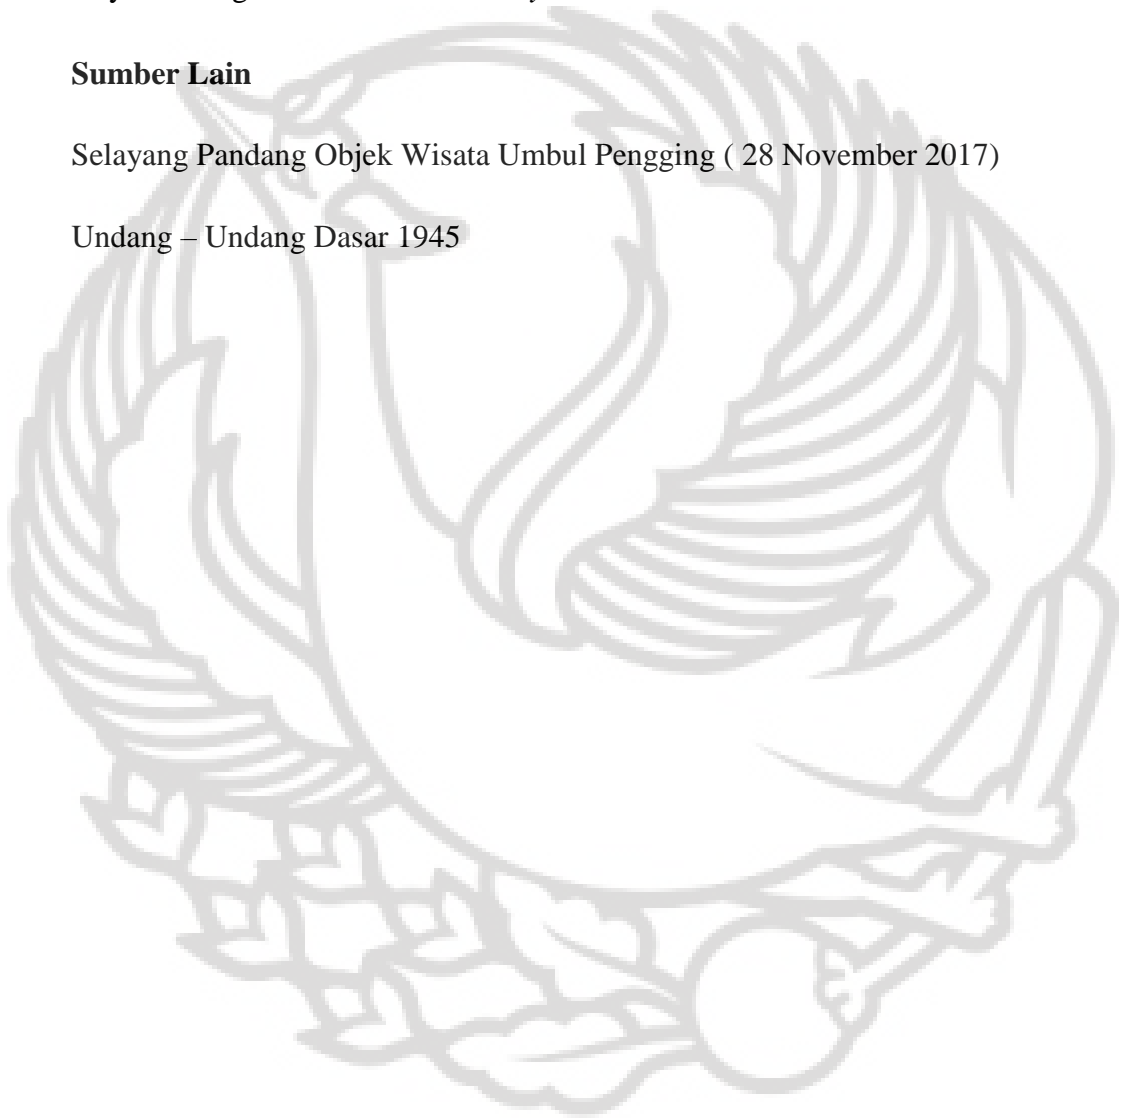 Sumber Lain
Selayang Pandang Objek Wisata Umbul Pengging ( 28 November 2017)
Undang – Undang Dasar 1945